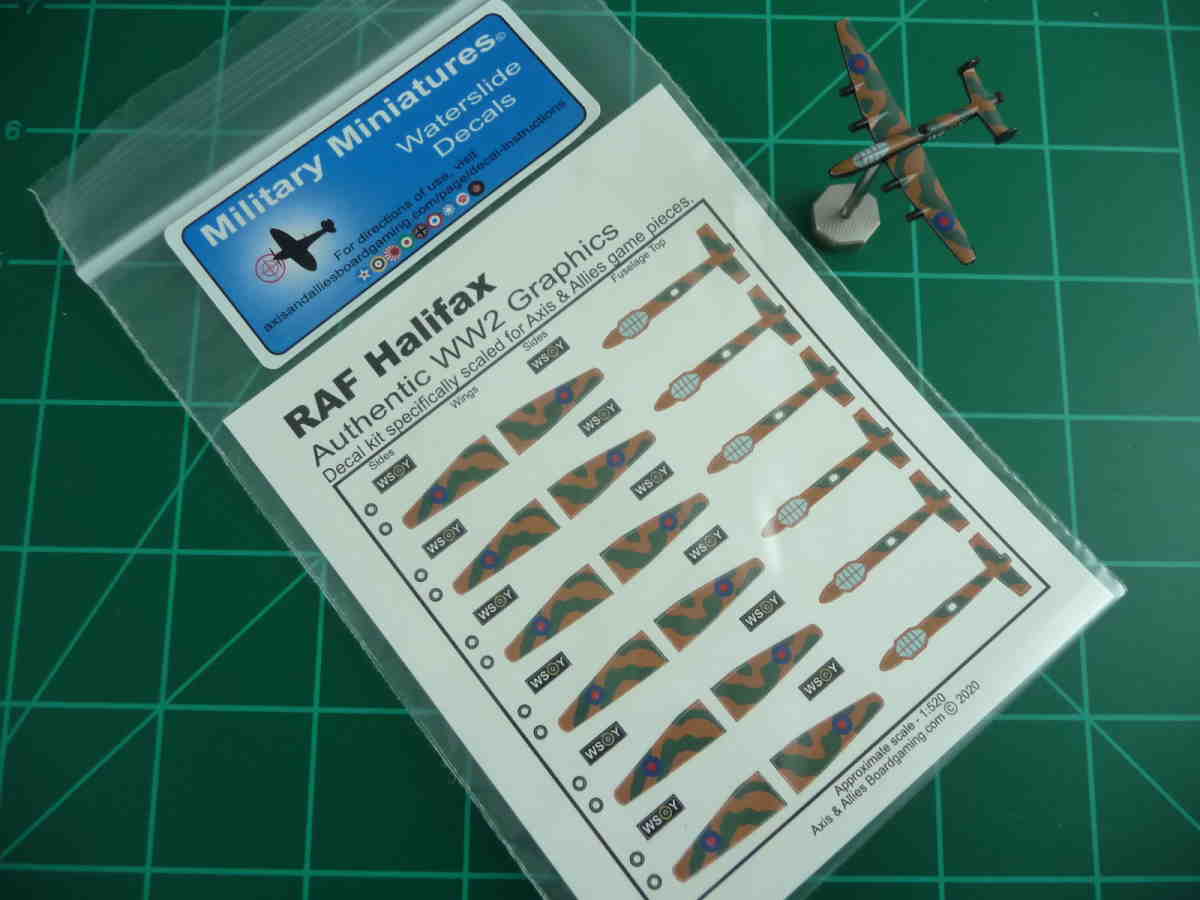 Military Miniatures©
Waterslide
Decals
For directions of use, visit
axisandalliesboardgaming.com/page/decal-instructions
RAF Halifax
Authentic WW2 Graphics
Decal kit specifically scaled for Axis & Allies game pieces.
Sides
Wings
Sides
Fuselage Top
WS Y
WS Y
WS Y
WS Y
WS Y
WS Y
WS Y
WS Y
WS Y
WS Y
WS Y
WS Y
Approximate scale - 1:520
Axis & Allies Boardgaming.com © 2020
6